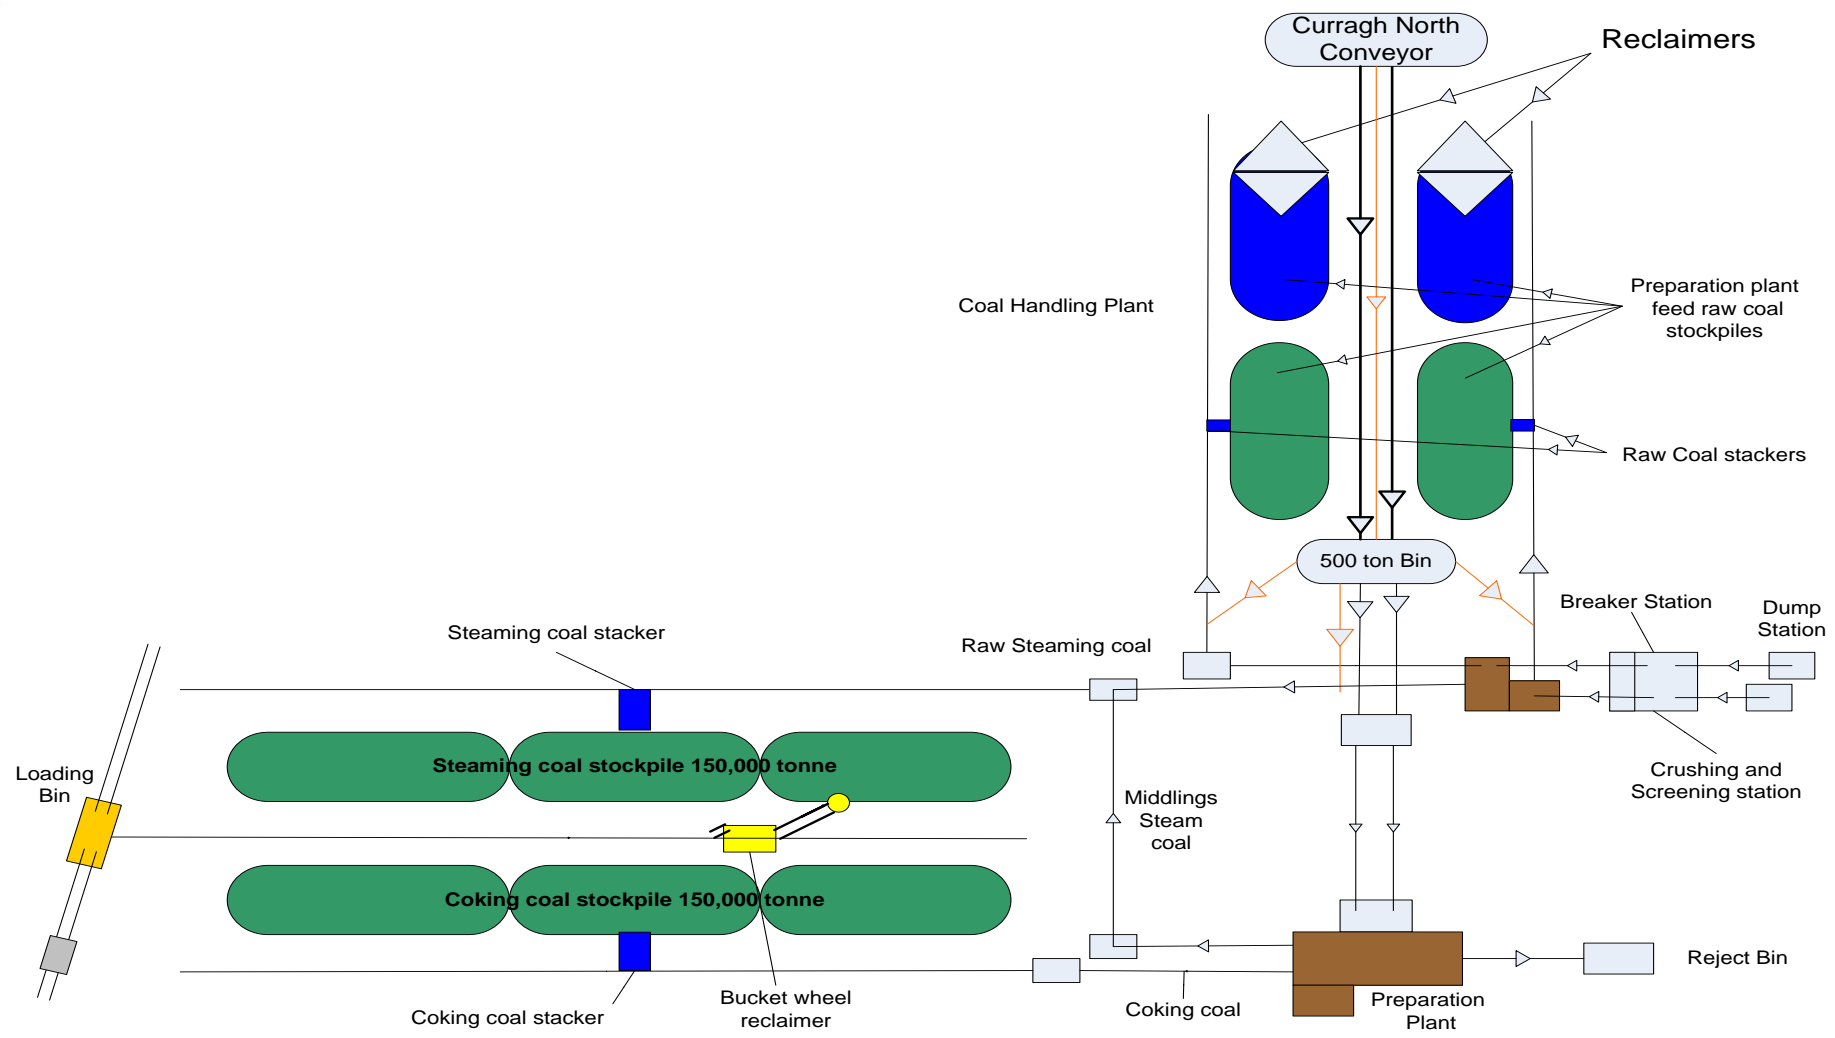 Curragh North
Conveyor
Reclaimers
Coal Handling Plant
Preparation plant
feed raw coal
stockpiles
Raw Coal stackers
500 ton Bin
Breaker Station
Dump
Station
Steaming coal stacker
Raw Steaming coal
Loading
Bin
Steaming coal stockpile 150,000 tonne
Crushing and
Screening station
Middlings
Steam
coal
Coking coal stockpile 150,000 tonne
Reject Bin
Bucket wheel
reclaimer
Coking coal stacker
Coking coal
Preparation
Plant